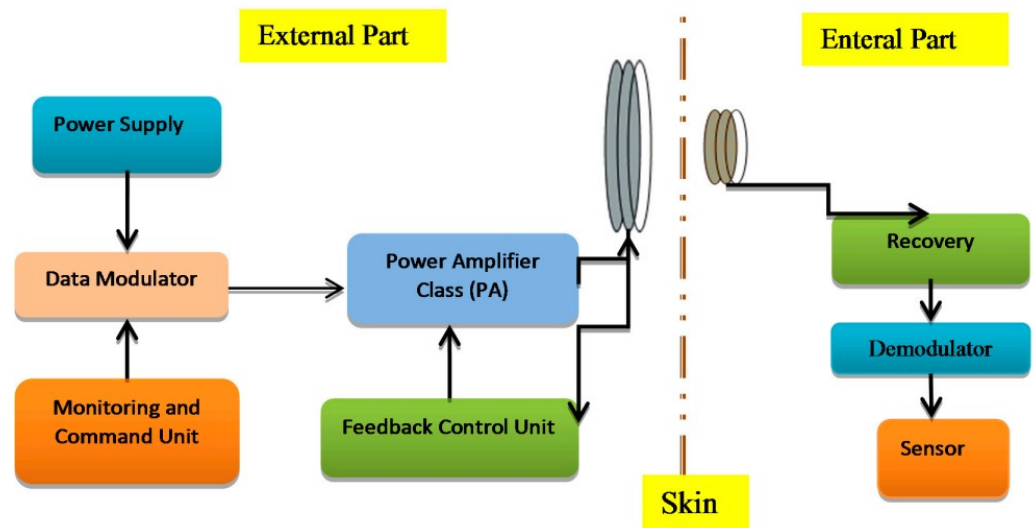 External Part
Enteral Part
Power Supply
Data Modulator
Power Amplifier
Class (PA)
Recovery
Demodulator
Monitoring and
Command Unit
Feedback Control Unit
Sensor
Skin